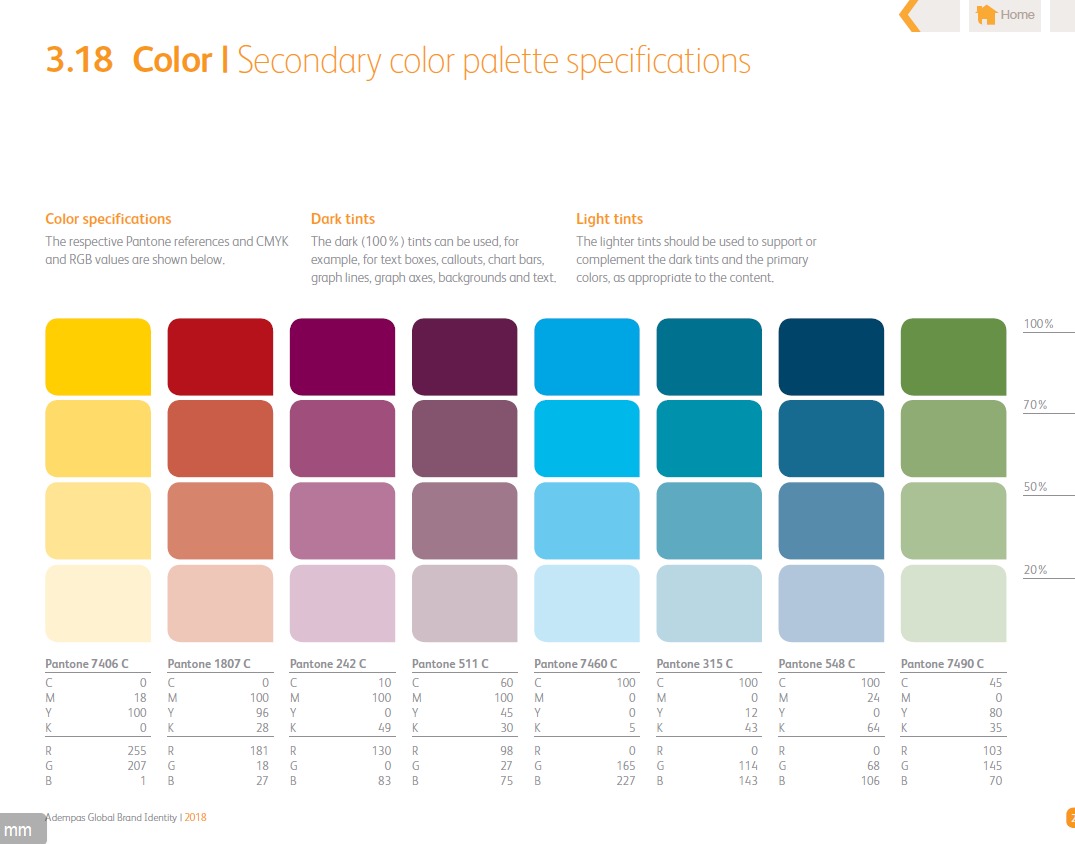 Home
3.18 Color | Secondary color palette specifications
Color specifications
The respective Pantone references and CMYK
and RGB values are shown below.
Dark tints
The dark (100%) tints can be used, for
example, for text boxes, callouts, chart bars,
graph lines, graph axes, backgrounds and text.
Light tints
The lighter tints should be used to support or
complement the dark tints and the primary
colors, as appropriate to the content.
100%
70%
50%
20%
Pantone 7406 C Pantone 1807 C Pantone 242 C Pantone 511 C Pantone 7460 C Pantone 315 C Pantone 548 C Pantone 7490 C
C 0 C 0 C 10 C 60 C 100 C 100 C 100 C 45
M 18 M 100 M 100 M 100 M 0 M 0 M 24 M 0
Y 100 Y 96 Y 0 Y 45 Y 0 Y 12 Y 0 Y 80
K 0 K 28 K 49 K 30 K 5 K 43 K 64 K 35
R 255 R 181 R 130 R 98 R 0 R 0 R 0 R 103
G 207 G 18 G 0 G 27 G 165 G 114 G 68 G 145
B 1 B 27 B 83 B 75 B 227 B 143 B 106 B 70
Adempas Global Brand Identity | 2018
mm